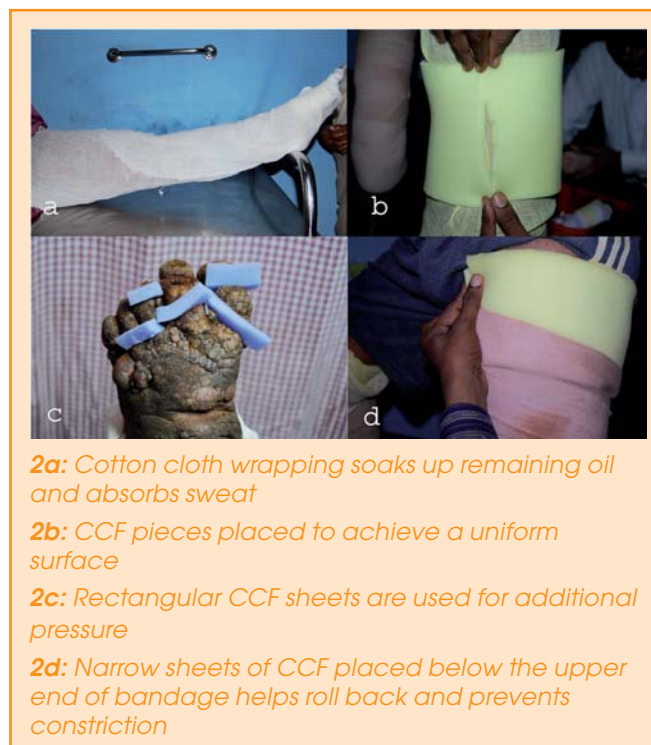 a
b
c
d
2a: Cotton cloth wrapping soaks up remaining oil
and absorbs sweat
2b: CCF pieces placed to achieve a uniform
surface
2c: Rectangular CCF sheets are used for additional
pressure
2d: Narrow sheets of CCF placed below the upper
end of bandage helps roll back and prevents
constriction